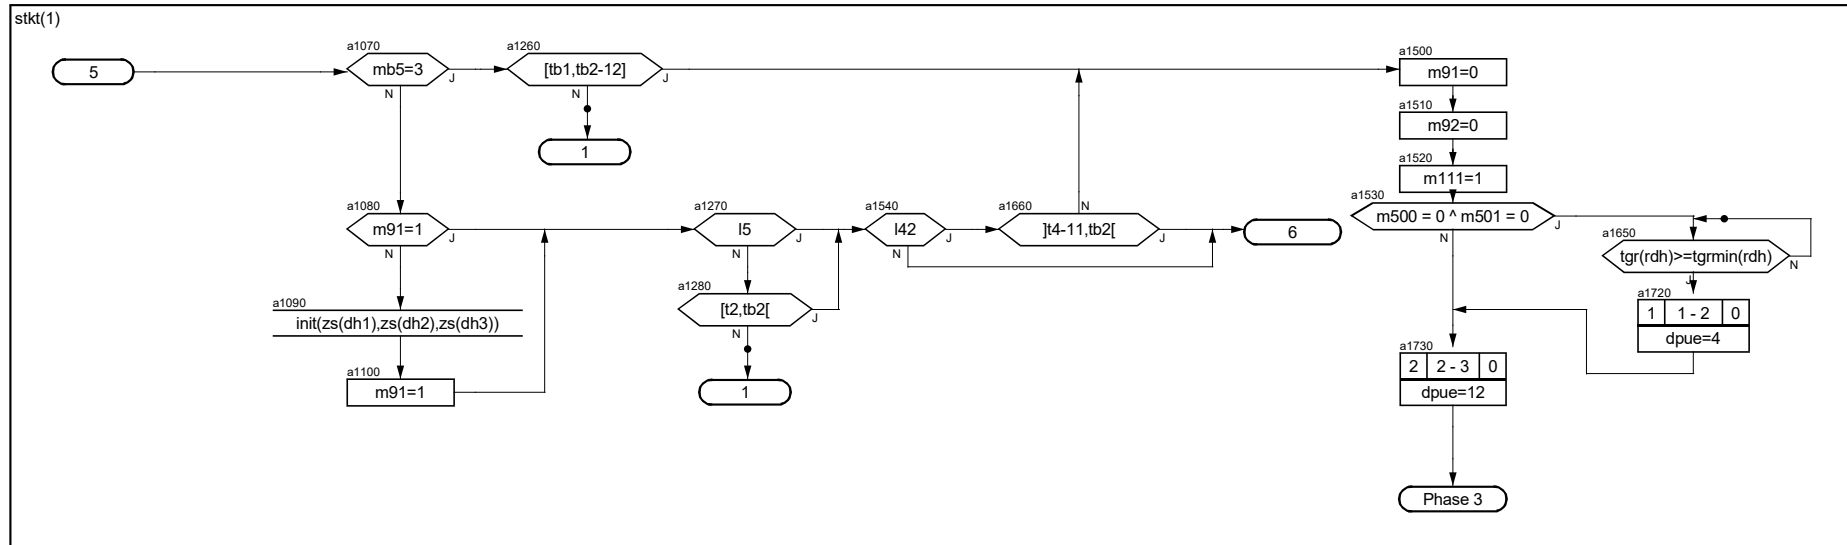 stkt(1)
5
a1070
mb5=3
J
N
a1260
[tb1,tb2-12]
J
N
1
a1500
m91=0
a1510
m92=0
a1520
m111=1
a1530
m500 = 0 ^ m501 = 0
J
N
a1080
m91=1
J
N
a1270
l5
J
N
a1540
l42
J
N
a1660
]t4-11,tb2[
N
J
6
a1650
tgr(rdh)>=tgrmin(rdh)
N
J
a1280
[t2,tb2[
J
N
1
a1090
init(zs(dh1),zs(dh2),zs(dh3))
a1100
m91=1
a1720
1 1 - 2 0
dpue=4
a1730
2 2 - 3 0
dpue=12
Phase 3